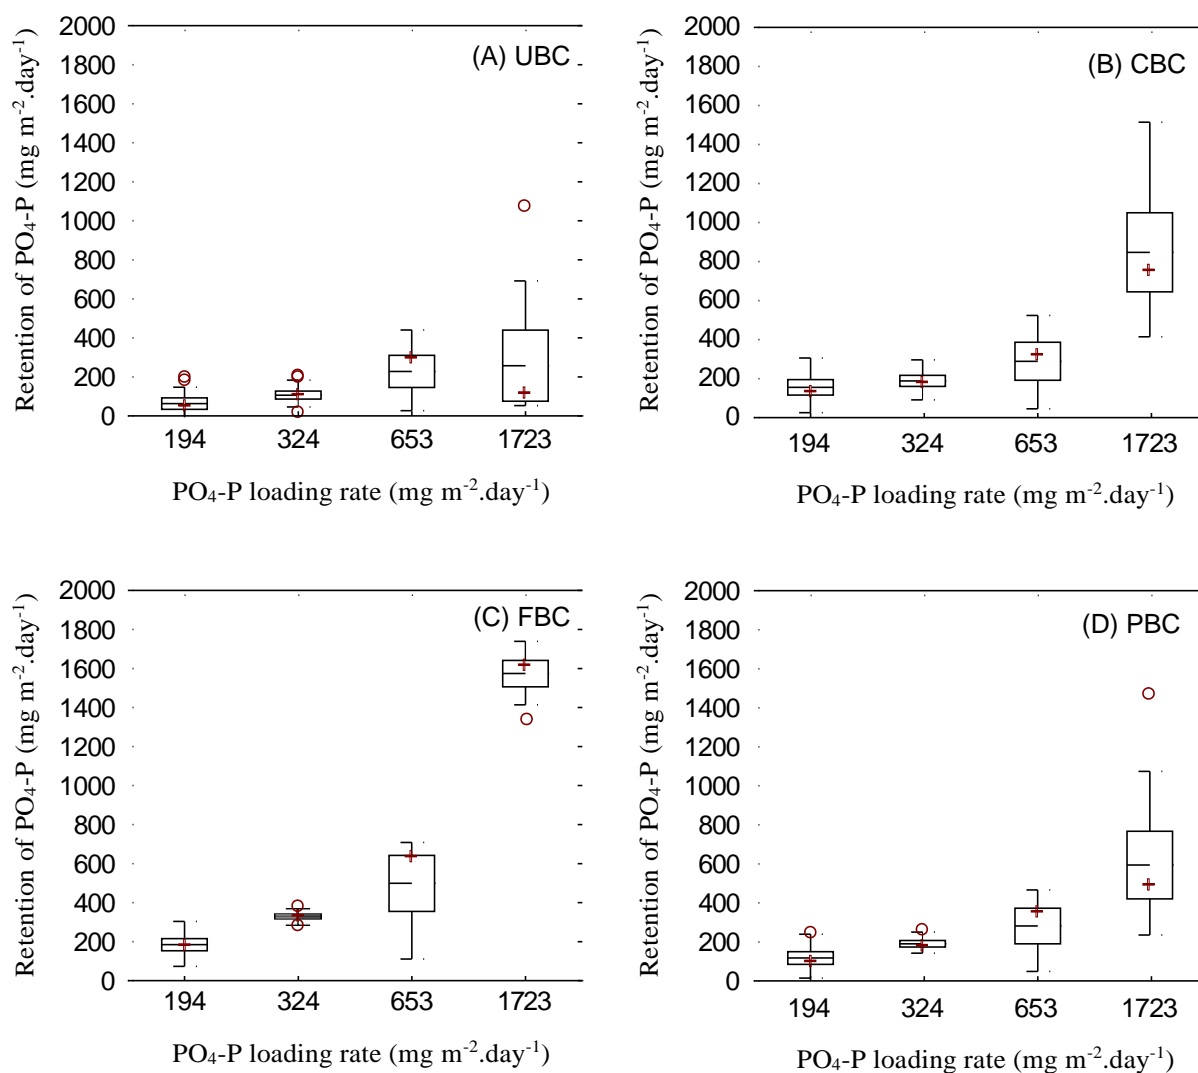 (A) UBC
Retention of PO₄-P (mg m⁻².day⁻¹)
2000
1800
1600
1400
1200
1000
800
600
400
200
0
194 324 653 1723
PO₄-P loading rate (mg m⁻².day⁻¹)
(B) CBC
Retention of PO₄-P (mg m⁻².day⁻¹)
2000
1800
1600
1400
1200
1000
800
600
400
200
0
194 324 653 1723
PO₄-P loading rate (mg m⁻².day⁻¹)
(C) FBC
Retention of PO₄-P (mg m⁻².day⁻¹)
2000
1800
1600
1400
1200
1000
800
600
400
200
0
194 324 653 1723
PO₄-P loading rate (mg m⁻².day⁻¹)
(D) PBC
Retention of PO₄-P (mg m⁻².day⁻¹)
2000
1800
1600
1400
1200
1000
800
600
400
200
0
194 324 653 1723
PO₄-P loading rate (mg m⁻².day⁻¹)